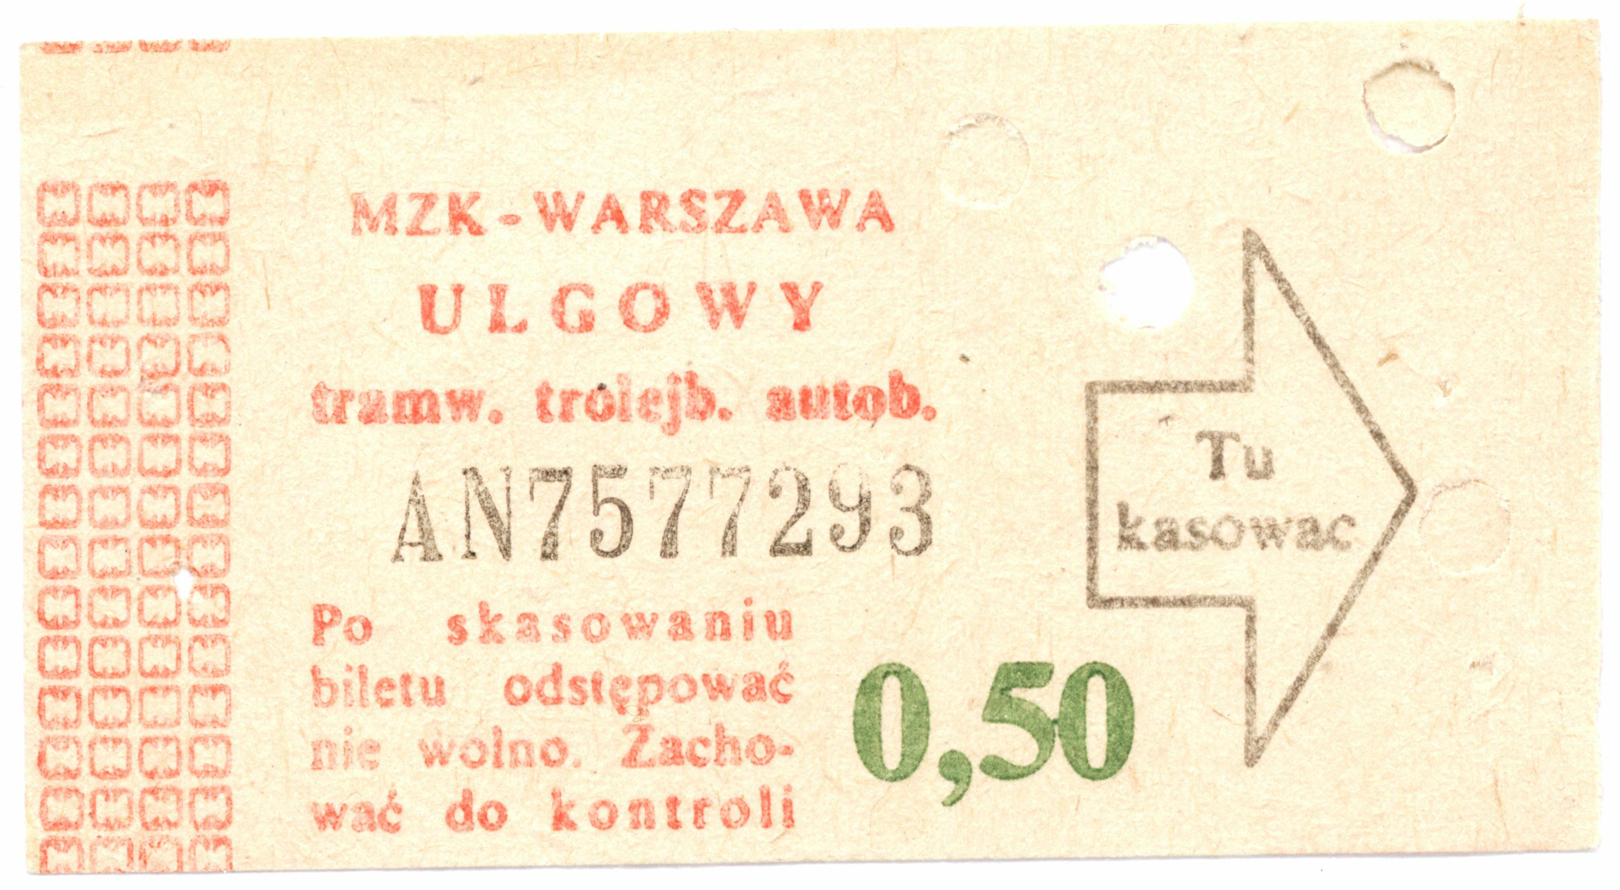 MZK-WARSZAWA
ULGOWY
tramw. trolejb. autob.
AN7577293
Po skasowaniu
biletu odstępować
nie wolno. Zacho-
wać do kontroli
0,50
Tu
kasowac